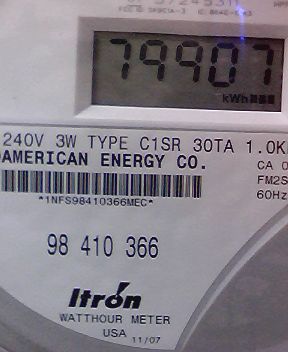 79907
kWh
240V 3W TYPE C1SR 30TA 1.0K
AMERICAN ENERGY CO.
CA 0
FM2S
60Hz
*1NFS98410366MEC*
98 410 366
Itron
WATTHOUR METER
USA 11/07